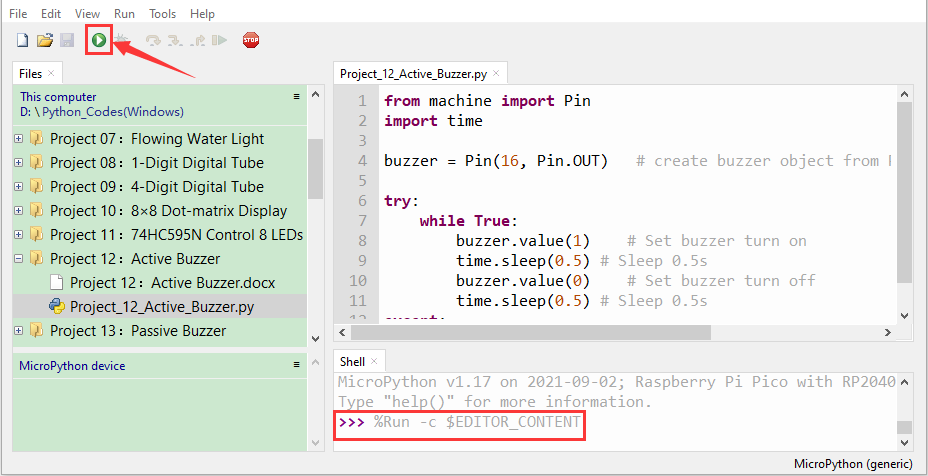 File Edit View Run Tools Help
STOP
Files ×
This computer
D: \ Python_Codes(Windows)
Project 07：Flowing Water Light
Project 08：1-Digit Digital Tube
Project 09：4-Digit Digital Tube
Project 10：8×8 Dot-matrix Display
Project 11：74HC595N Control 8 LEDs
Project 12：Active Buzzer
Project 12：Active Buzzer.docx
Project_12_Active_Buzzer.py
Project 13：Passive Buzzer
MicroPython device
Project_12_Active_Buzzer.py ×
1 from machine import Pin
2 import time
3
4 buzzer = Pin(16, Pin.OUT) # create buzzer object from
5
6 try:
7 while True:
8 buzzer.value(1) # Set buzzer turn on
9 time.sleep(0.5) # Sleep 0.5s
10 buzzer.value(0) # Set buzzer turn off
11 time.sleep(0.5) # Sleep 0.5s
12 except:
Shell ×
MicroPython v1.17 on 2021-09-02; Raspberry Pi Pico with RP2040
Type "help()" for more information.
>>> %Run -c $EDITOR_CONTENT
MicroPython (generic)